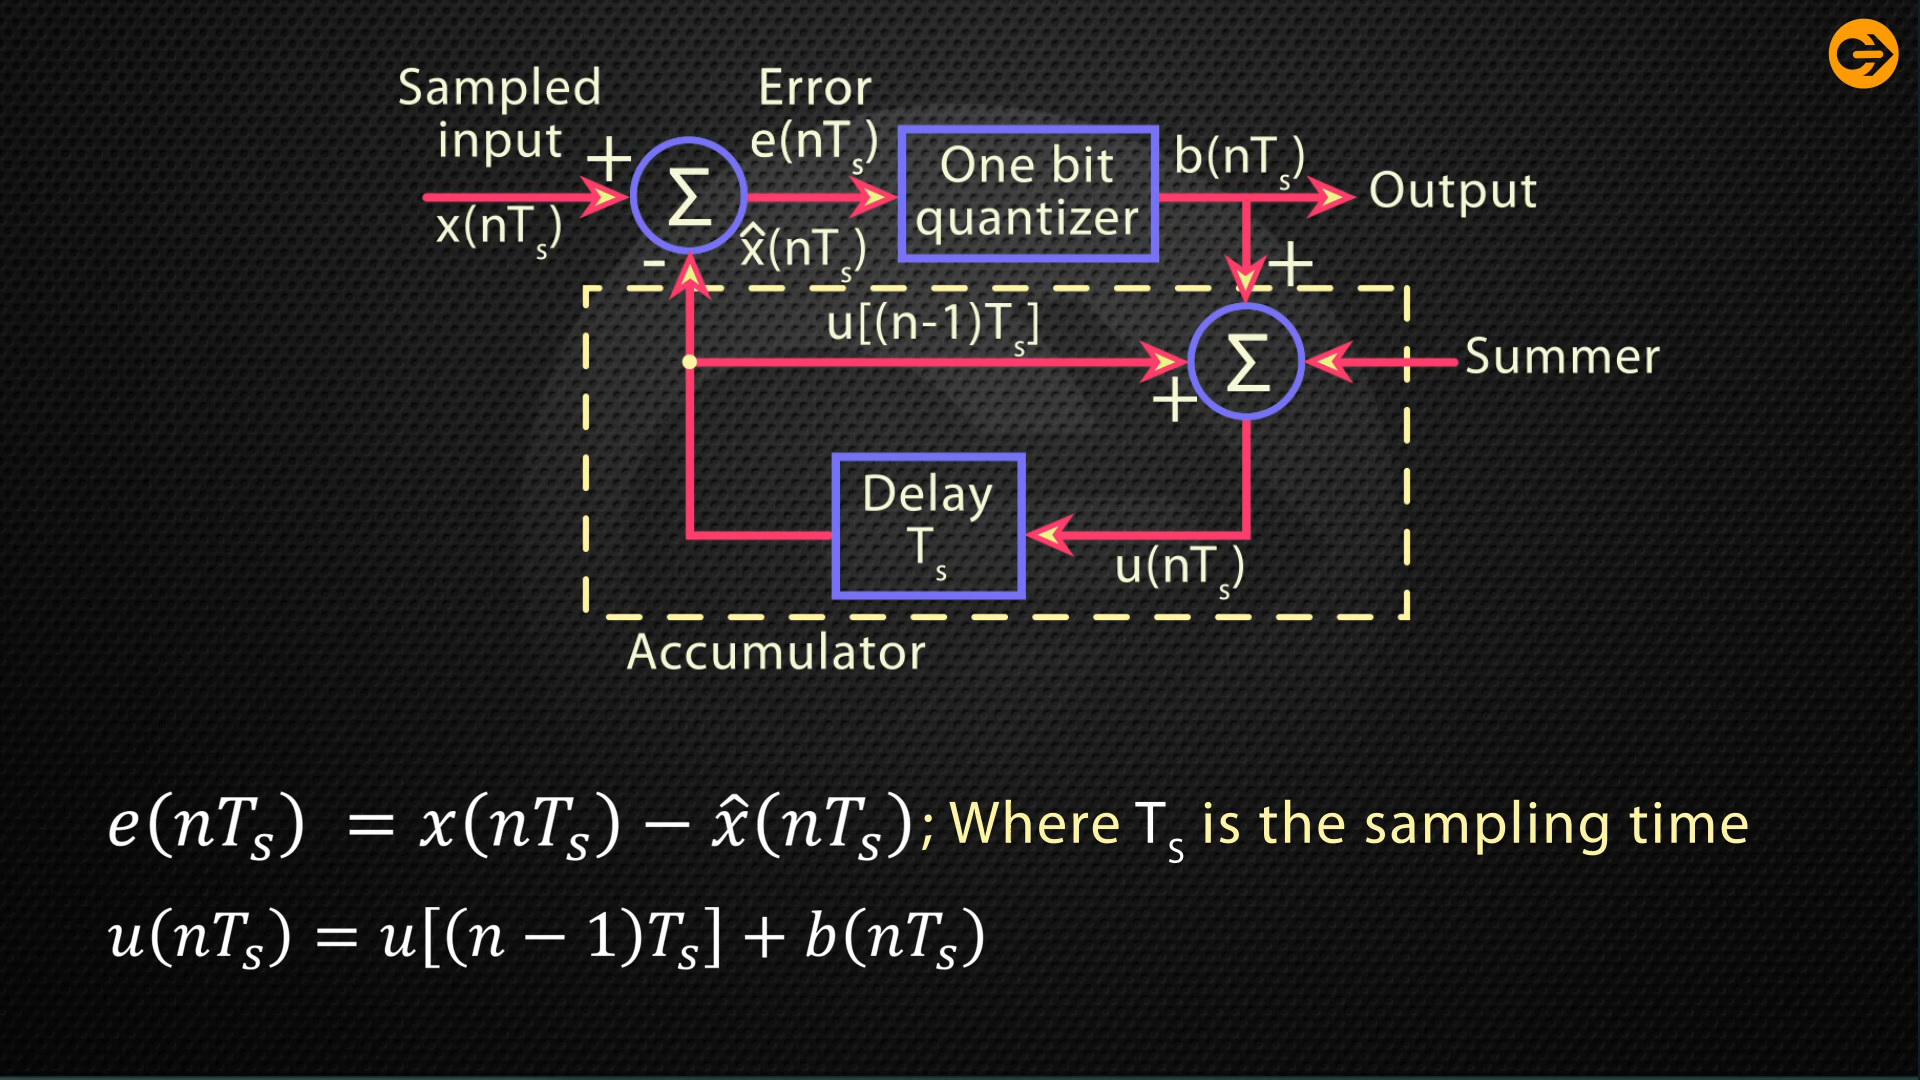 Sampled
input
+
x(nTₛ)
Σ
-
Error
e(nTₛ)
x̂(nTₛ)
One bit
quantizer
b(nTₛ)
Output
+
u[(n-1)Tₛ]
+
Σ
Summer
Delay
Tₛ
u(nTₛ)
Accumulator
e(nTₛ) = x(nTₛ) − x̂(nTₛ); Where Tₛ is the sampling time
u(nTₛ) = u[(n − 1)Tₛ] + b(nTₛ)